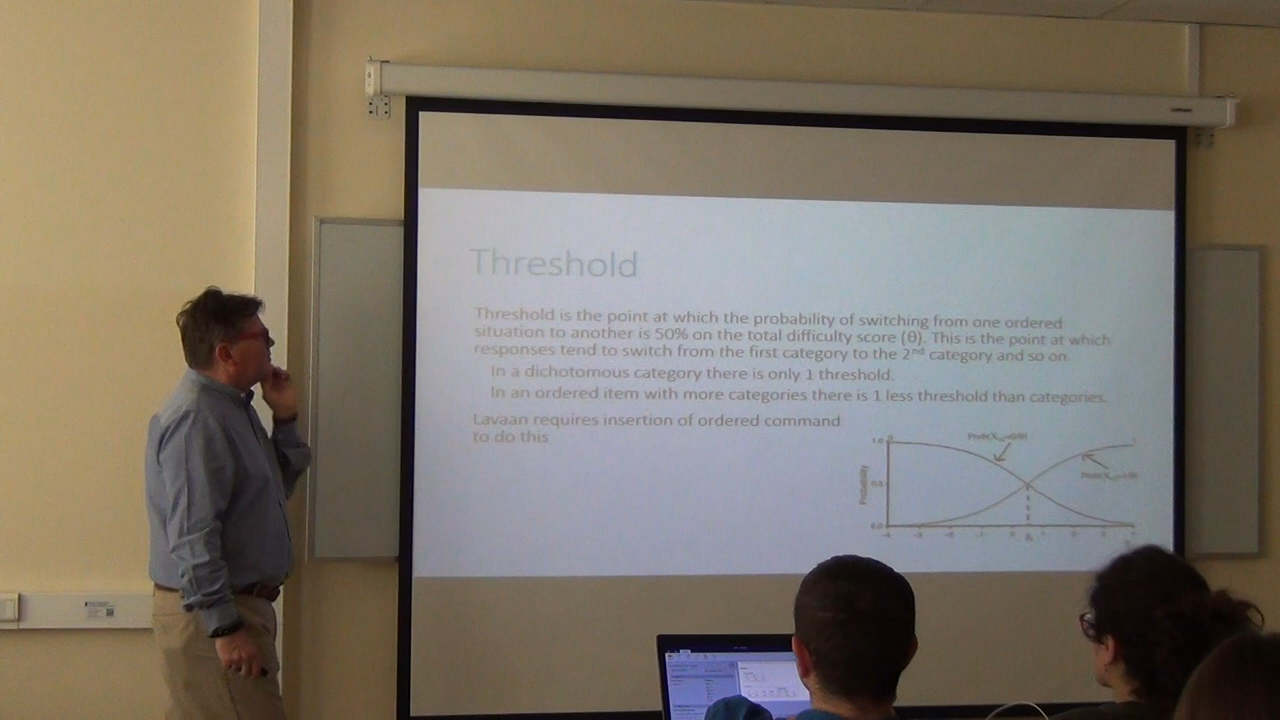 Threshold
Threshold is the point at which the probability of switching from one ordered
situation to another is 50% on the total difficulty score (θ). This is the point at which
responses tend to switch from the first category to the 2nd category and so on.
In a dichotomous category there is only 1 threshold.
In an ordered item with more categories there is 1 less threshold than categories.
Lavaan requires insertion of ordered command
to do this
1.0
Probability
0.0